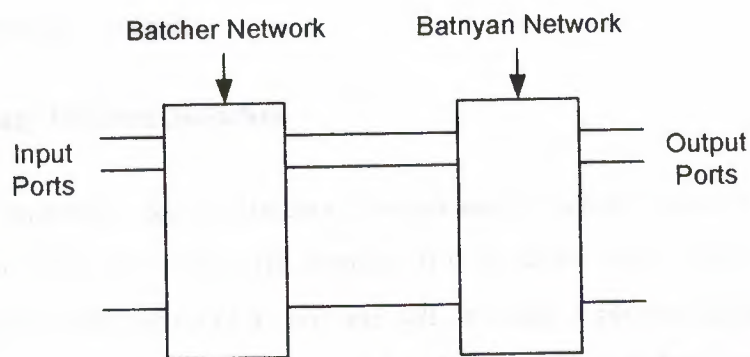 Batcher Network
Batnyan Network
Input
Ports
Output
Ports